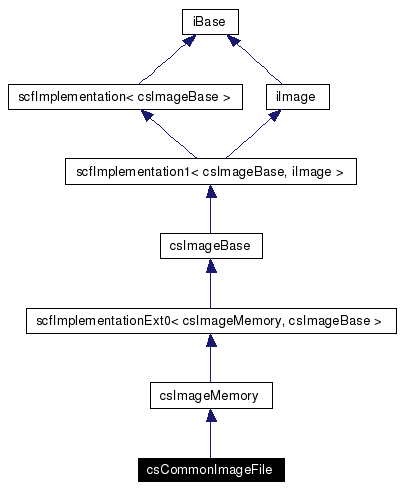 iBase
scfImplementation< csImageBase >
iImage
scfImplementation1< csImageBase, iImage >
csImageBase
scfImplementationExt0< csImageMemory, csImageBase >
csImageMemory
csCommonImageFile